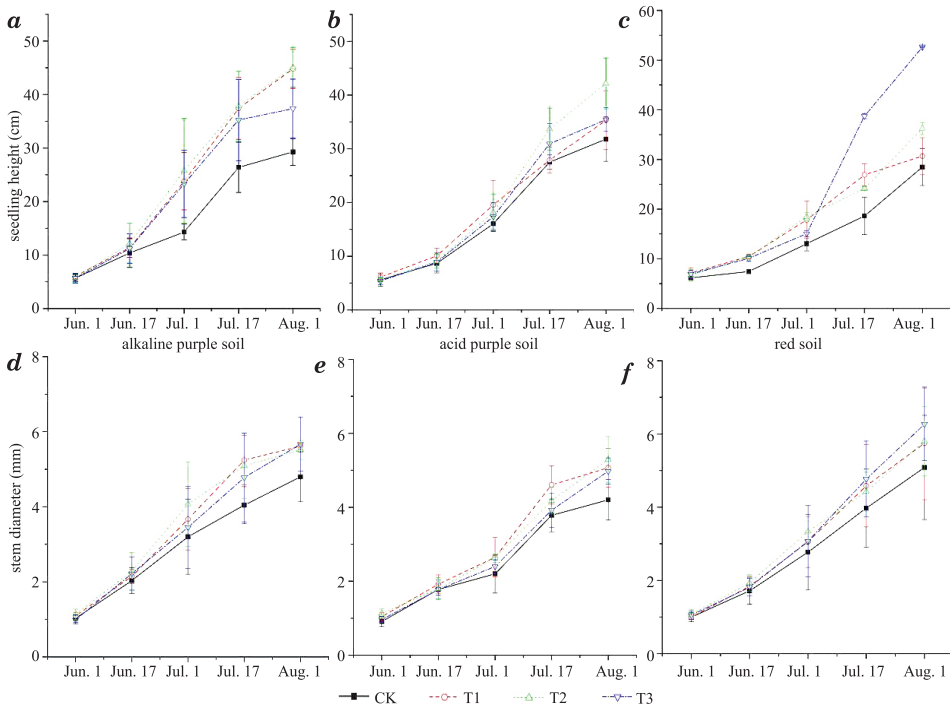 a
b
c
seedling height (cm)
50
40
30
20
10
0
50
40
30
20
10
0
60
50
40
30
20
10
0
Jun. 1 Jun. 17 Jul. 1 Jul. 17 Aug. 1
Jun. 1 Jun. 17 Jul. 1 Jul. 17 Aug. 1
Jun. 1 Jun. 17 Jul. 1 Jul. 17 Aug. 1
alkaline purple soil
acid purple soil
red soil
d
e
f
stem diameter (mm)
8
6
4
2
0
8
6
4
2
0
8
6
4
2
0
Jun. 1 Jun. 17 Jul. 1 Jul. 17 Aug. 1
Jun. 1 Jun. 17 Jul. 1 Jul. 17 Aug. 1
Jun. 1 Jun. 17 Jul. 1 Jul. 17 Aug. 1
CK T1 T2 T3